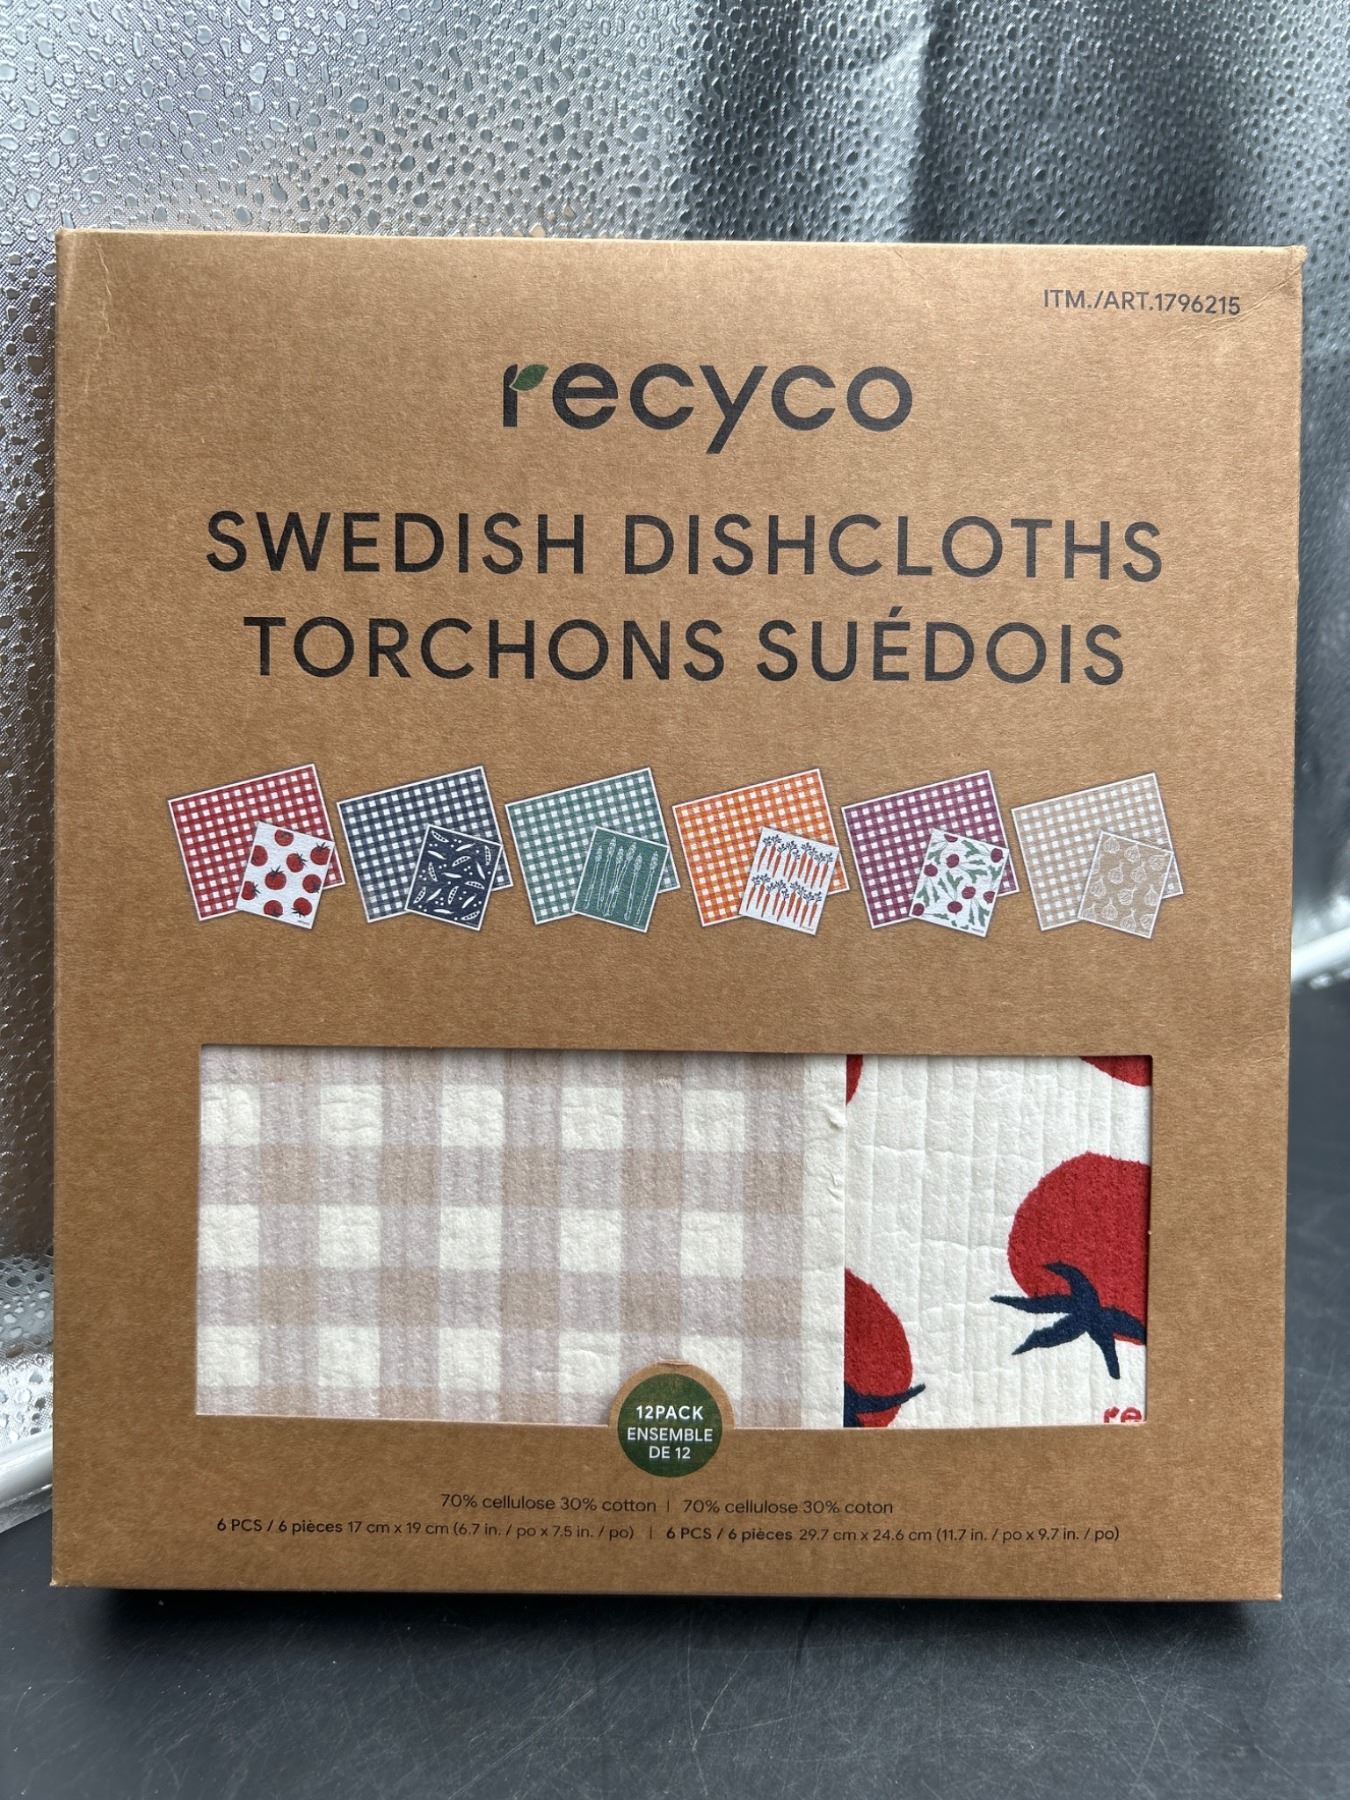 ITM./ART.1796215
recyco
SWEDISH DISHCLOTHS
TORCHONS SUÉDOIS
re
12PACK
ENSEMBLE
DE 12
70% cellulose 30% cotton | 70% cellulose 30% coton
6 PCS / 6 pièces 17 cm x 19 cm (6.7 in. / po x 7.5 in. / po) | 6 PCS / 6 pièces 29.7 cm x 24.6 cm (11.7 in. / po x 9.7 in. / po)